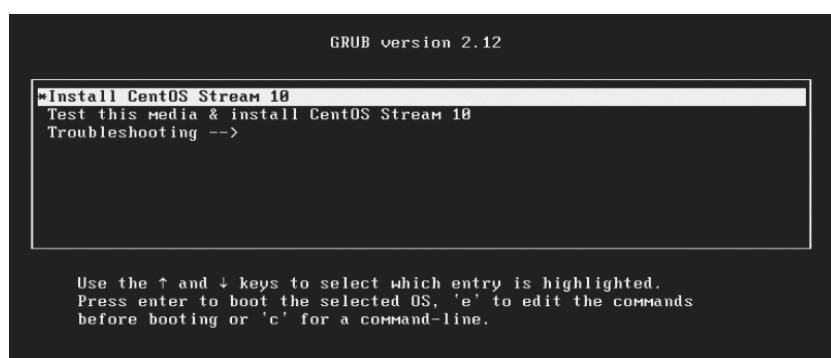 GRUB version 2.12
*Install CentOS Stream 10
Test this media & install CentOS Stream 10
Troubleshooting -->
Use the ↑ and ↓ keys to select which entry is highlighted.
Press enter to boot the selected OS, 'e' to edit the commands
before booting or 'c' for a command-line.